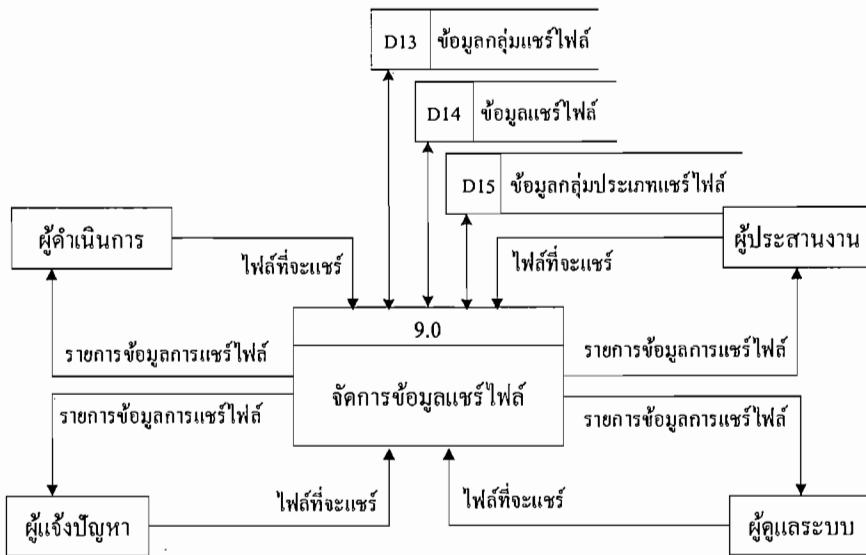 D13 ข้อมูลกลุ่มแชร์ไฟล์
D14 ข้อมูลแชร์ไฟล์
D15 ข้อมูลกลุ่มประเภทแชร์ไฟล์
ผู้ดำเนินการ
ผู้ประสานงาน
ไฟล์ที่จะแชร์
ไฟล์ที่จะแชร์
9.0
รายการข้อมูลการแชร์ไฟล์
รายการข้อมูลการแชร์ไฟล์
จัดการข้อมูลแชร์ไฟล์
รายการข้อมูลการแชร์ไฟล์
รายการข้อมูลการแชร์ไฟล์
ไฟล์ที่จะแชร์
ไฟล์ที่จะแชร์
ผู้แจ้งปัญหา
ผู้ดูแลระบบ